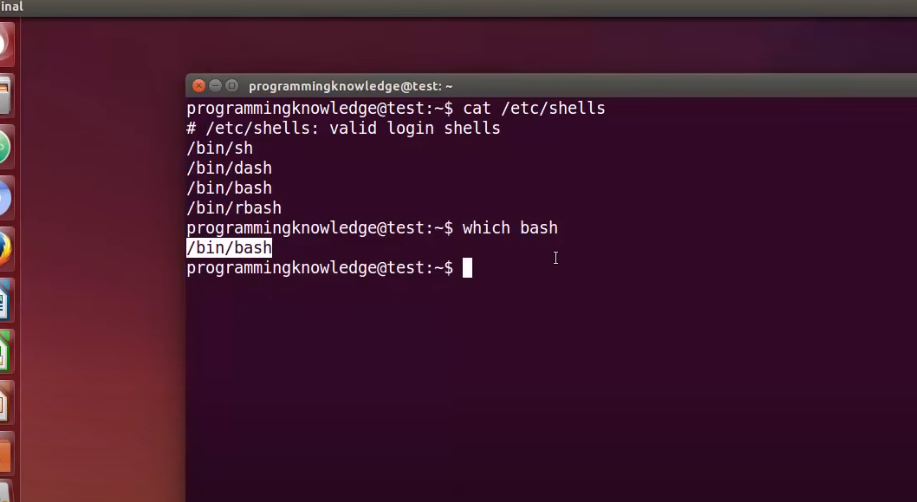 inal
programmingknowledge@test: ~
programmingknowledge@test:~$ cat /etc/shells
# /etc/shells: valid login shells
/bin/sh
/bin/dash
/bin/bash
/bin/rbash
programmingknowledge@test:~$ which bash
/bin/bash
programmingknowledge@test:~$